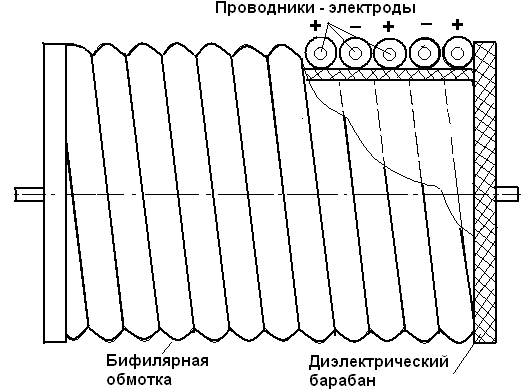 Проводники - электроды
+ − + − +
Бифилярная
обмотка
Диэлектрический
барабан